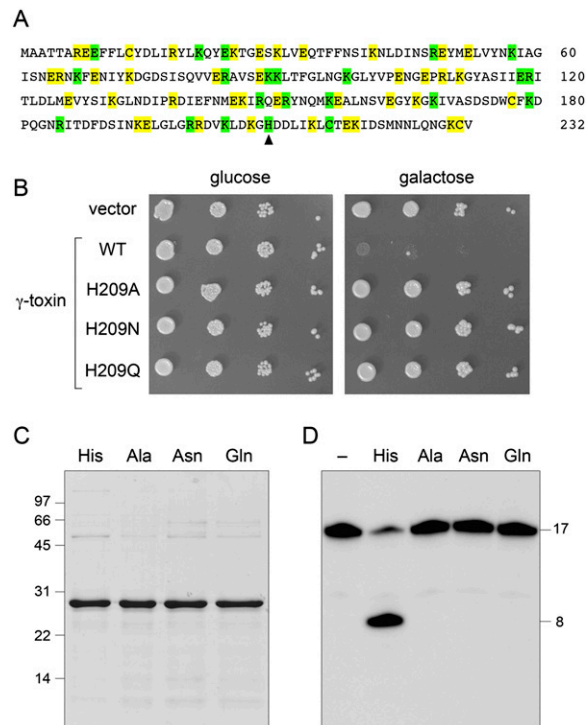 A
MAATTAREEFFLCYDLIRYLKQYEKTGESKLVEQTFFNSIKNLDINSREYMELVYNKIAG 60
ISNERNKFENIYKDGDSISQVVERAVSEKKLTFGLNGKGLYVPENGEPRLKGYASIIERI 120
TLDLMEVYSIKGLNDIPRDIEFNMEKIRQERYNQMKEALNSVEGYKGKIVASDSDWCFKD 180
PQGNRITDFDSINKELGLGRRDVKLDKGHDDLIKLCTEKIDSMNNLQNGKCV 232
B
glucose galactose
vector
WT
H209A
γ-toxin
H209N
H209Q
C D
His Ala Asn Gln – His Ala Asn Gln
97
66
45
31
22
14
17
8